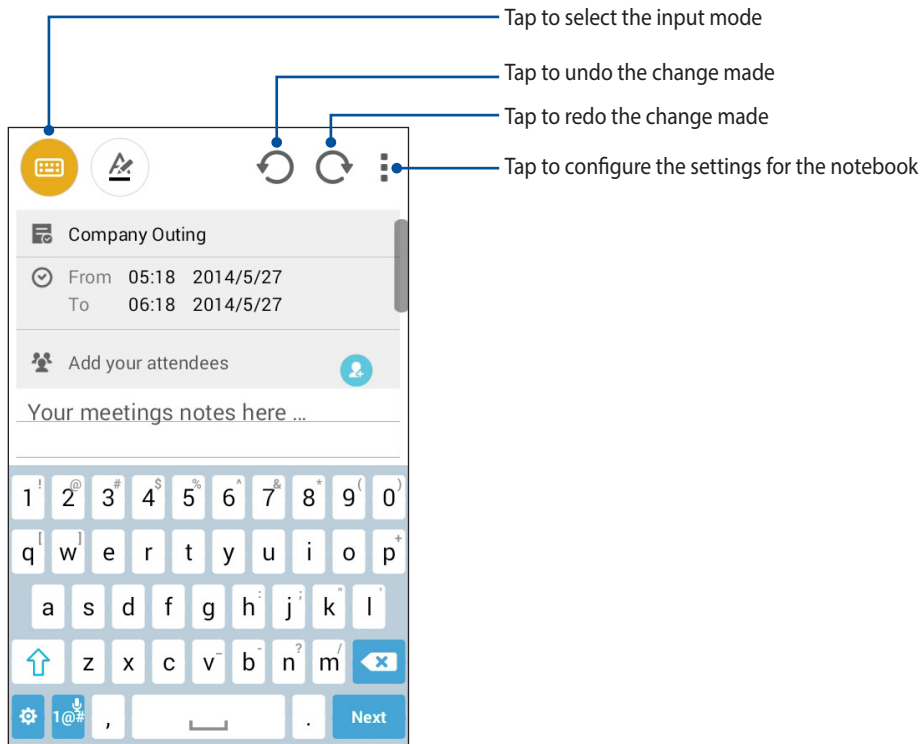 Tap to select the input mode
Tap to undo the change made
Tap to redo the change made
Tap to configure the settings for the notebook
Company Outing
From 05:18 2014/5/27
To 06:18 2014/5/27
Add your attendees
Your meetings notes here ...
1 ! 2 @ 3 # 4 $ 5 % 6 ^ 7 & 8 * 9 ( 0 )
q [ w ] e r t y u i o p +
a s d f g h : j ; k " l '
z x c v _ b - n ? m /
1@# , . Next